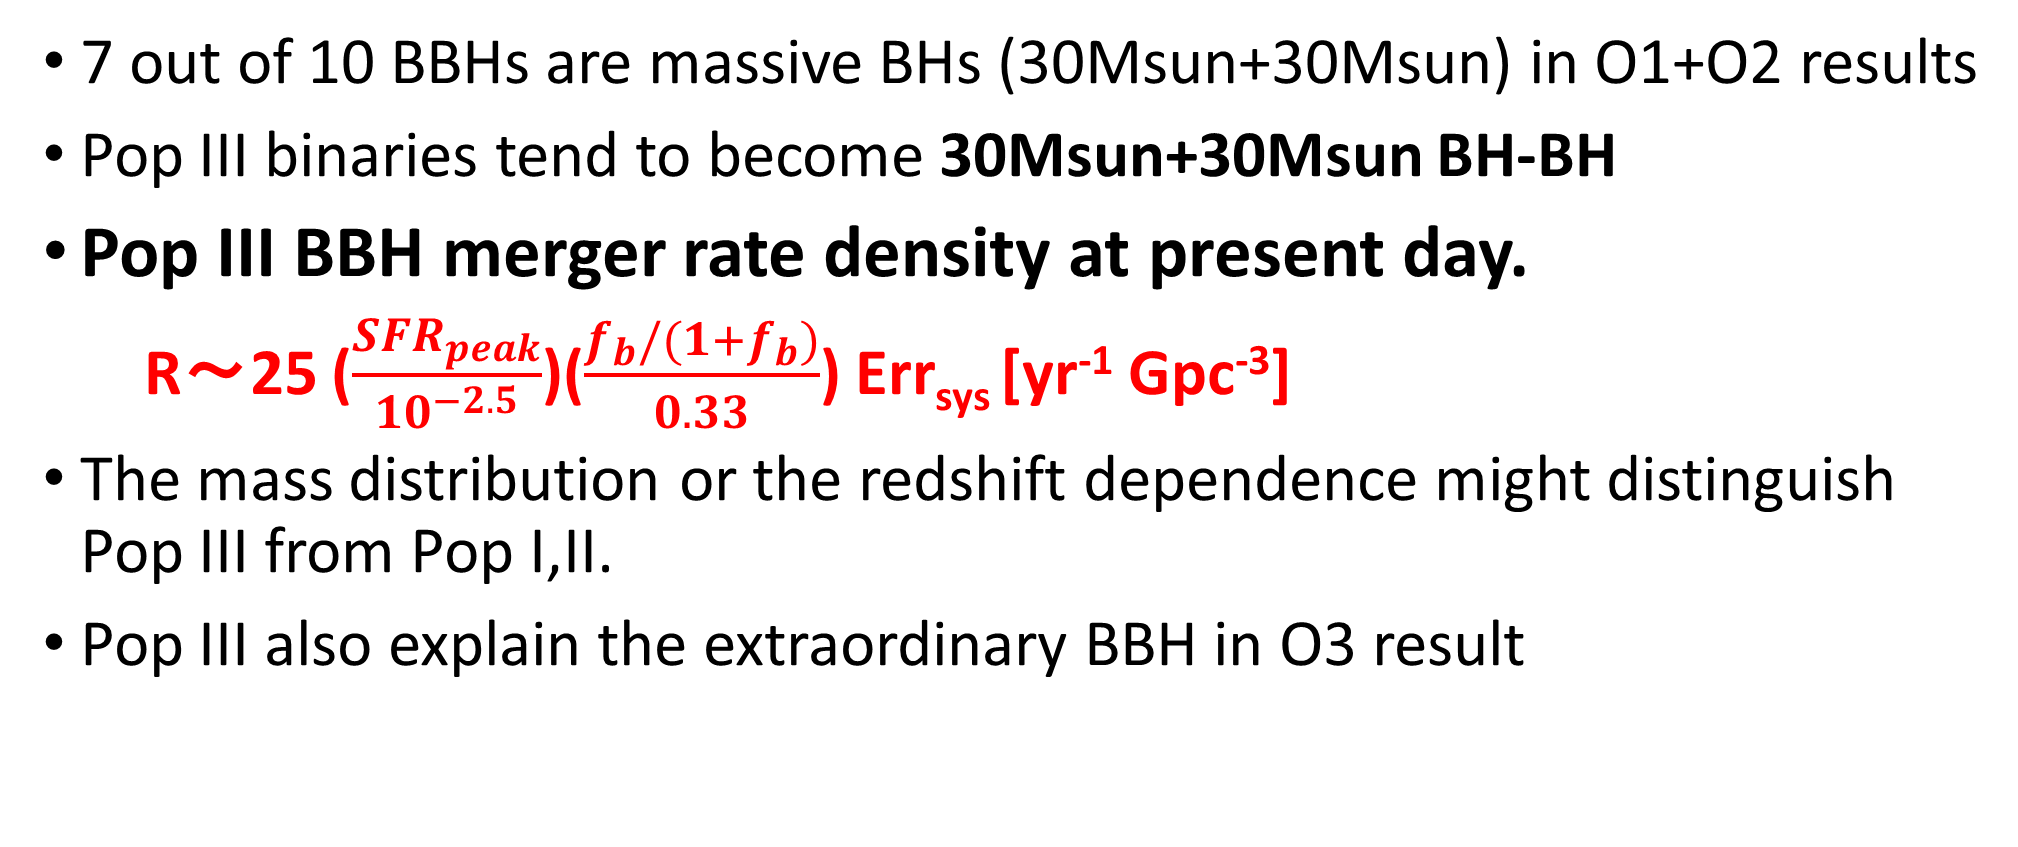 • 7 out of 10 BBHs are massive BHs (30Msun+30Msun) in O1+O2 results
• Pop III binaries tend to become 30Msun+30Msun BH-BH
• Pop III BBH merger rate density at present day.
R～25 (SFR_peak/10^−2.5)(f_b/(1+f_b)/0.33) Err_sys [yr^-1 Gpc^-3]
• The mass distribution or the redshift dependence might distinguish
Pop III from Pop I,II.
• Pop III also explain the extraordinary BBH in O3 result